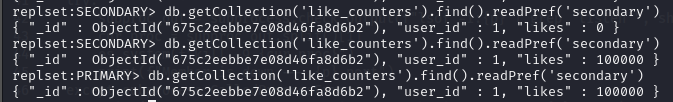 replset:SECONDARY> db.getCollection('like_counters').find().readPref('secondary')
{ "_id" : ObjectId("675c2eebbe7e08d46fa8d6b2"), "user_id" : 1, "likes" : 0 }
replset:SECONDARY> db.getCollection('like_counters').find().readPref('secondary')
{ "_id" : ObjectId("675c2eebbe7e08d46fa8d6b2"), "user_id" : 1, "likes" : 100000 }
replset:PRIMARY> db.getCollection('like_counters').find().readPref('secondary')
{ "_id" : ObjectId("675c2eebbe7e08d46fa8d6b2"), "user_id" : 1, "likes" : 100000 }